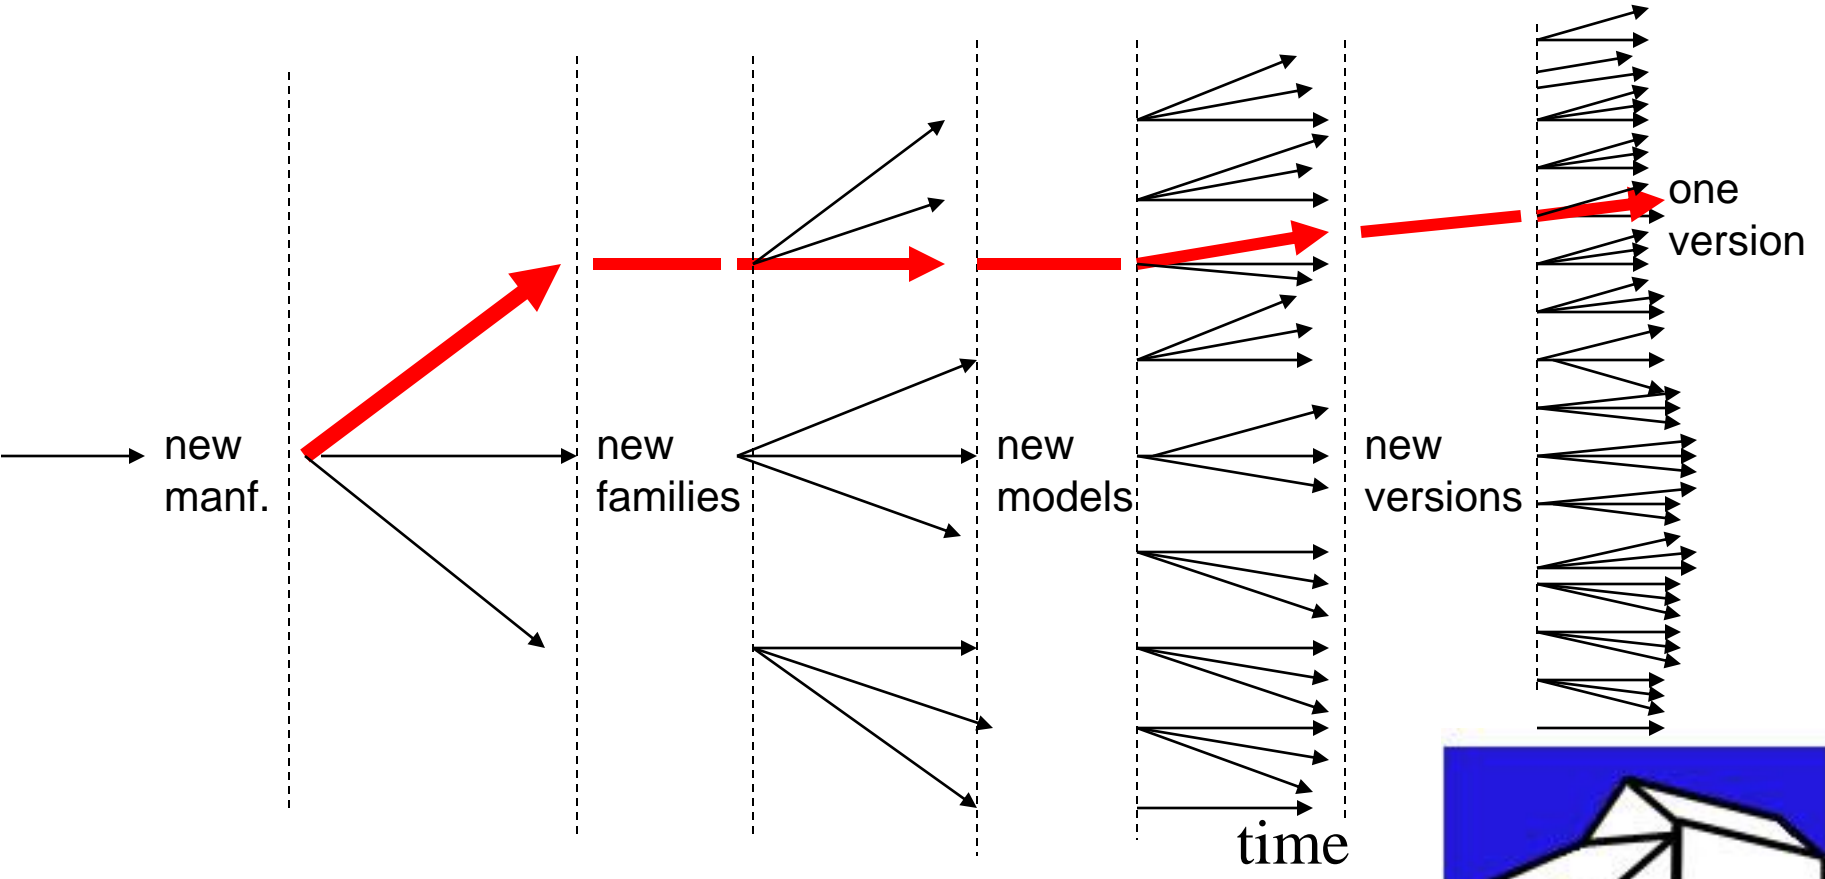 new
manf.
new
families
new
models
new
versions
one
version
time